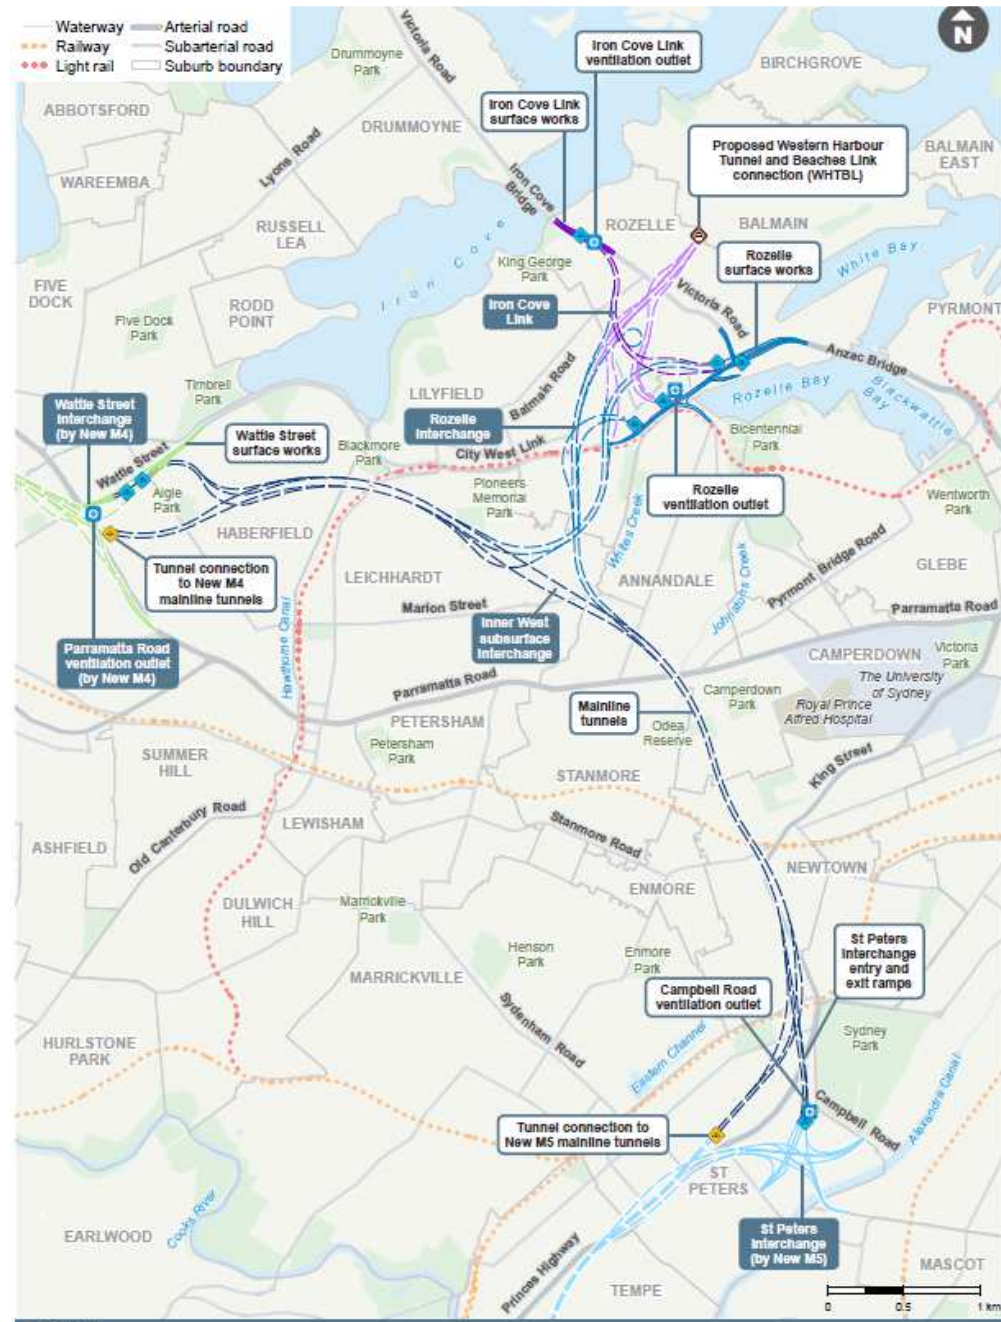 Waterway
Arterial road
Railway
Subarterial road
Light rail
Suburb boundary
N
Victoria Road
Drummoyne
Park
Iron Cove Link
ventilation outlet
BIRCHGROVE
ABBOTSFORD
Iron Cove Link
surface works
DRUMMOYNE
Lyons Road
Proposed Western Harbour
Tunnel and Beaches Link
connection (WHTBL)
BALMAIN
EAST
WAREEMBA
Iron Cove
Bridge
RUSSELL
LEA
ROZELLE
BALMAIN
White Bay
Rozelle
surface works
Iron Cove
King George
Park
FIVE
DOCK
RODD
POINT
Iron Cove
Link
Victoria Road
PYRMONT
Five Dock
Park
Anzac Bridge
Timbrell
Park
LILYFIELD
Balmain Road
Rozelle Bay
Blackwattle
Bay
Wattle Street
Interchange
(by New M4)
Wattle Street
surface works
Rozelle
Interchange
Blackmore
Park
City West Link
Bicentennial
Park
Wattle Street
Algie
Park
Pioneers
Memorial
Park
Rozelle
ventilation outlet
Wentworth
Park
HABERFIELD
Whites Creek
Tunnel connection
to New M4
mainline tunnels
LEICHHARDT
ANNANDALE
Johnstons Creek
Pyrmont Bridge Road
GLEBE
Hawthorne Canal
Marion Street
Parramatta Road
Inner West
subsurface
Interchange
Parramatta Road
ventilation outlet
(by New M4)
CAMPERDOWN
Victoria
Park
The University
of Sydney
Parramatta Road
Mainline
tunnels
Camperdown
Park
Royal Prince
Alfred Hospital
PETERSHAM
Odea
Reserve
Petersham
Park
SUMMER
HILL
King Street
STANMORE
Old Canterbury Road
LEWISHAM
Stanmore Road
ASHFIELD
NEWTOWN
ENMORE
DULWICH
HILL
Marrickville
Park
Henson
Park
Enmore
Park
St Peters
Interchange
entry and
exit ramps
MARRICKVILLE
Campbell Road
ventilation outlet
Sydenham Road
Sydney
Park
HURLSTONE
PARK
Eastern Channel
Alexandra Canal
Campbell Road
Tunnel connection to
New M5 mainline tunnels
ST
PETERS
Cooks River
EARLWOOD
St Peters
Interchange
(by New M5)
Princes Highway
MASCOT
TEMPE
0 0.5 1 km